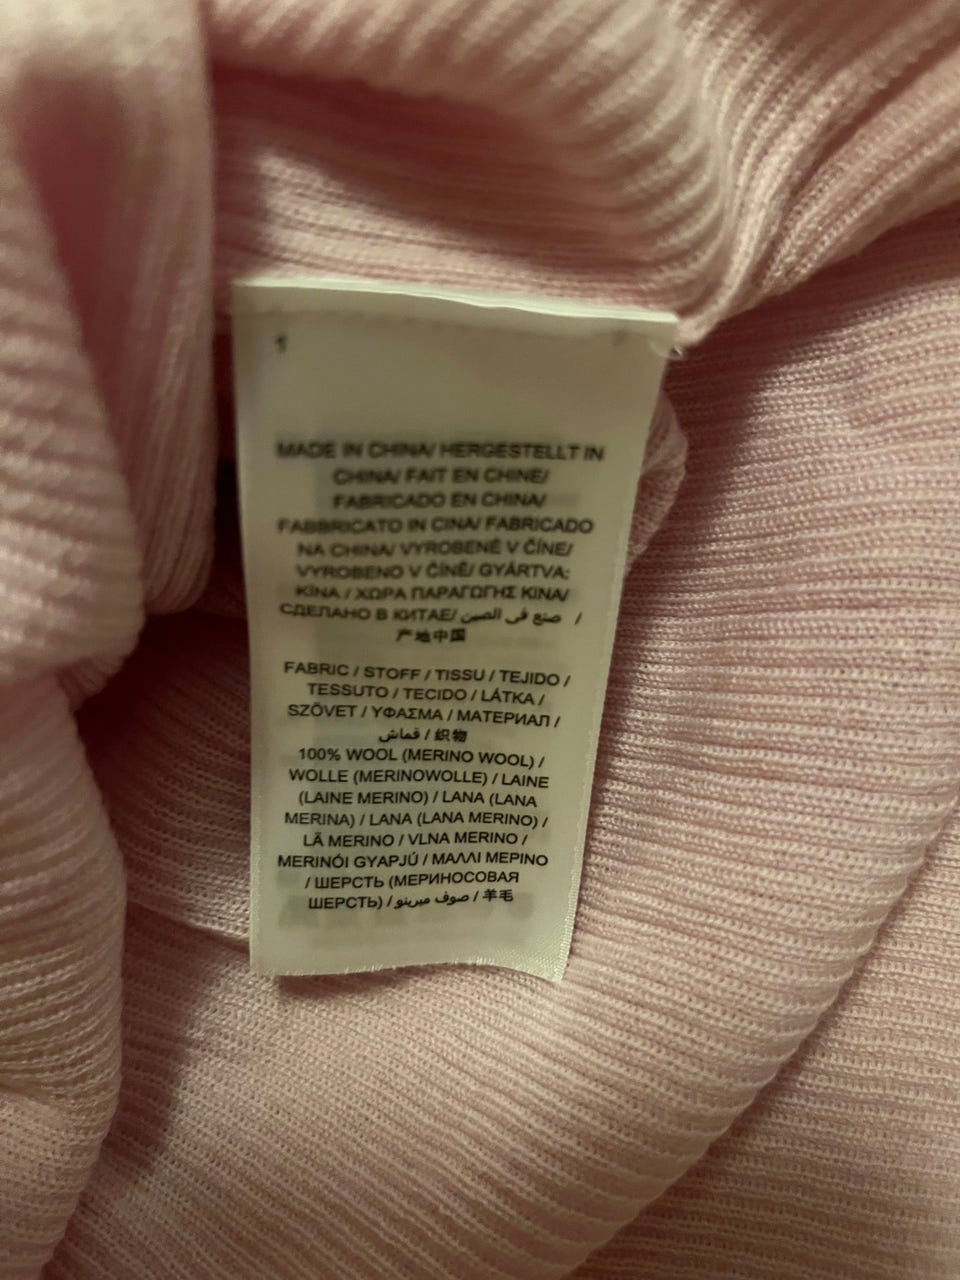 1
MADE IN CHINA/ HERGESTELLT IN
CHINA/ FAIT EN CHINE/
FABRICADO EN CHINA/
FABBRICATO IN CINA/ FABRICADO
NA CHINA/ VYROBENÉ V ČÍNE/
VYROBENO V ČÍNĚ/ GYÁRTVA:
KÍNA / ΧΩΡΑ ΠΑΡΑΓΩΓΗΣ ΚΙΝΑ/
СДЕЛАНО В КИТАЕ/ صنع في الصين /
产地中国
FABRIC / STOFF / TISSU / TEJIDO /
TESSUTO / TECIDO / LÁTKA /
SZÖVET / ΥΦΑΣΜΑ / МАТЕРИАЛ /
قماش / 织物
100% WOOL (MERINO WOOL) /
WOLLE (MERINOWOLLE) / LAINE
(LAINE MERINO) / LANA (LANA
MERINA) / LANA (LANA MERINO) /
LÃ MERINO / VLNA MERINO /
MERINÓI GYAPJÚ / ΜΑΛΛΙ ΜΕΡΙΝΟ
/ ШЕРСТЬ (МЕРИНОСОВАЯ
ШЕРСТЬ) / صوف ميرينو / 羊毛